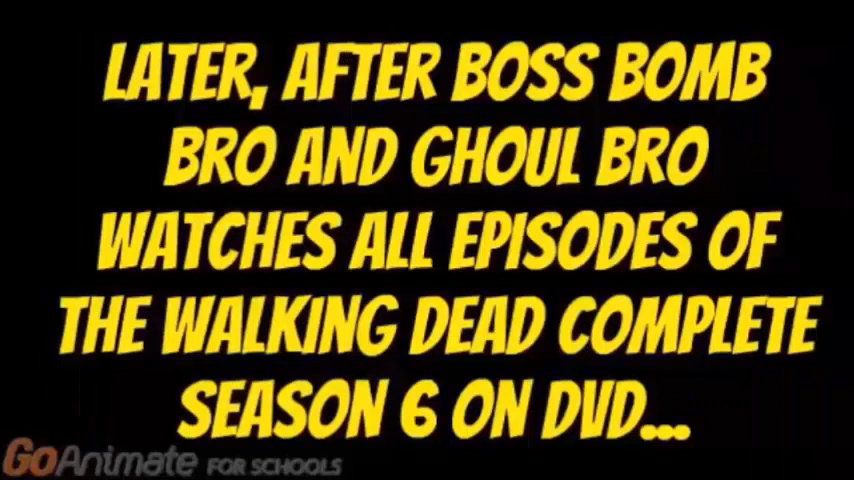 LATER, AFTER BOSS BOMB
BRO AND GHOUL BRO
WATCHES ALL EPISODES OF
THE WALKING DEAD COMPLETE
SEASON 6 ON DVD...
GoAnimate FOR SCHOOLS